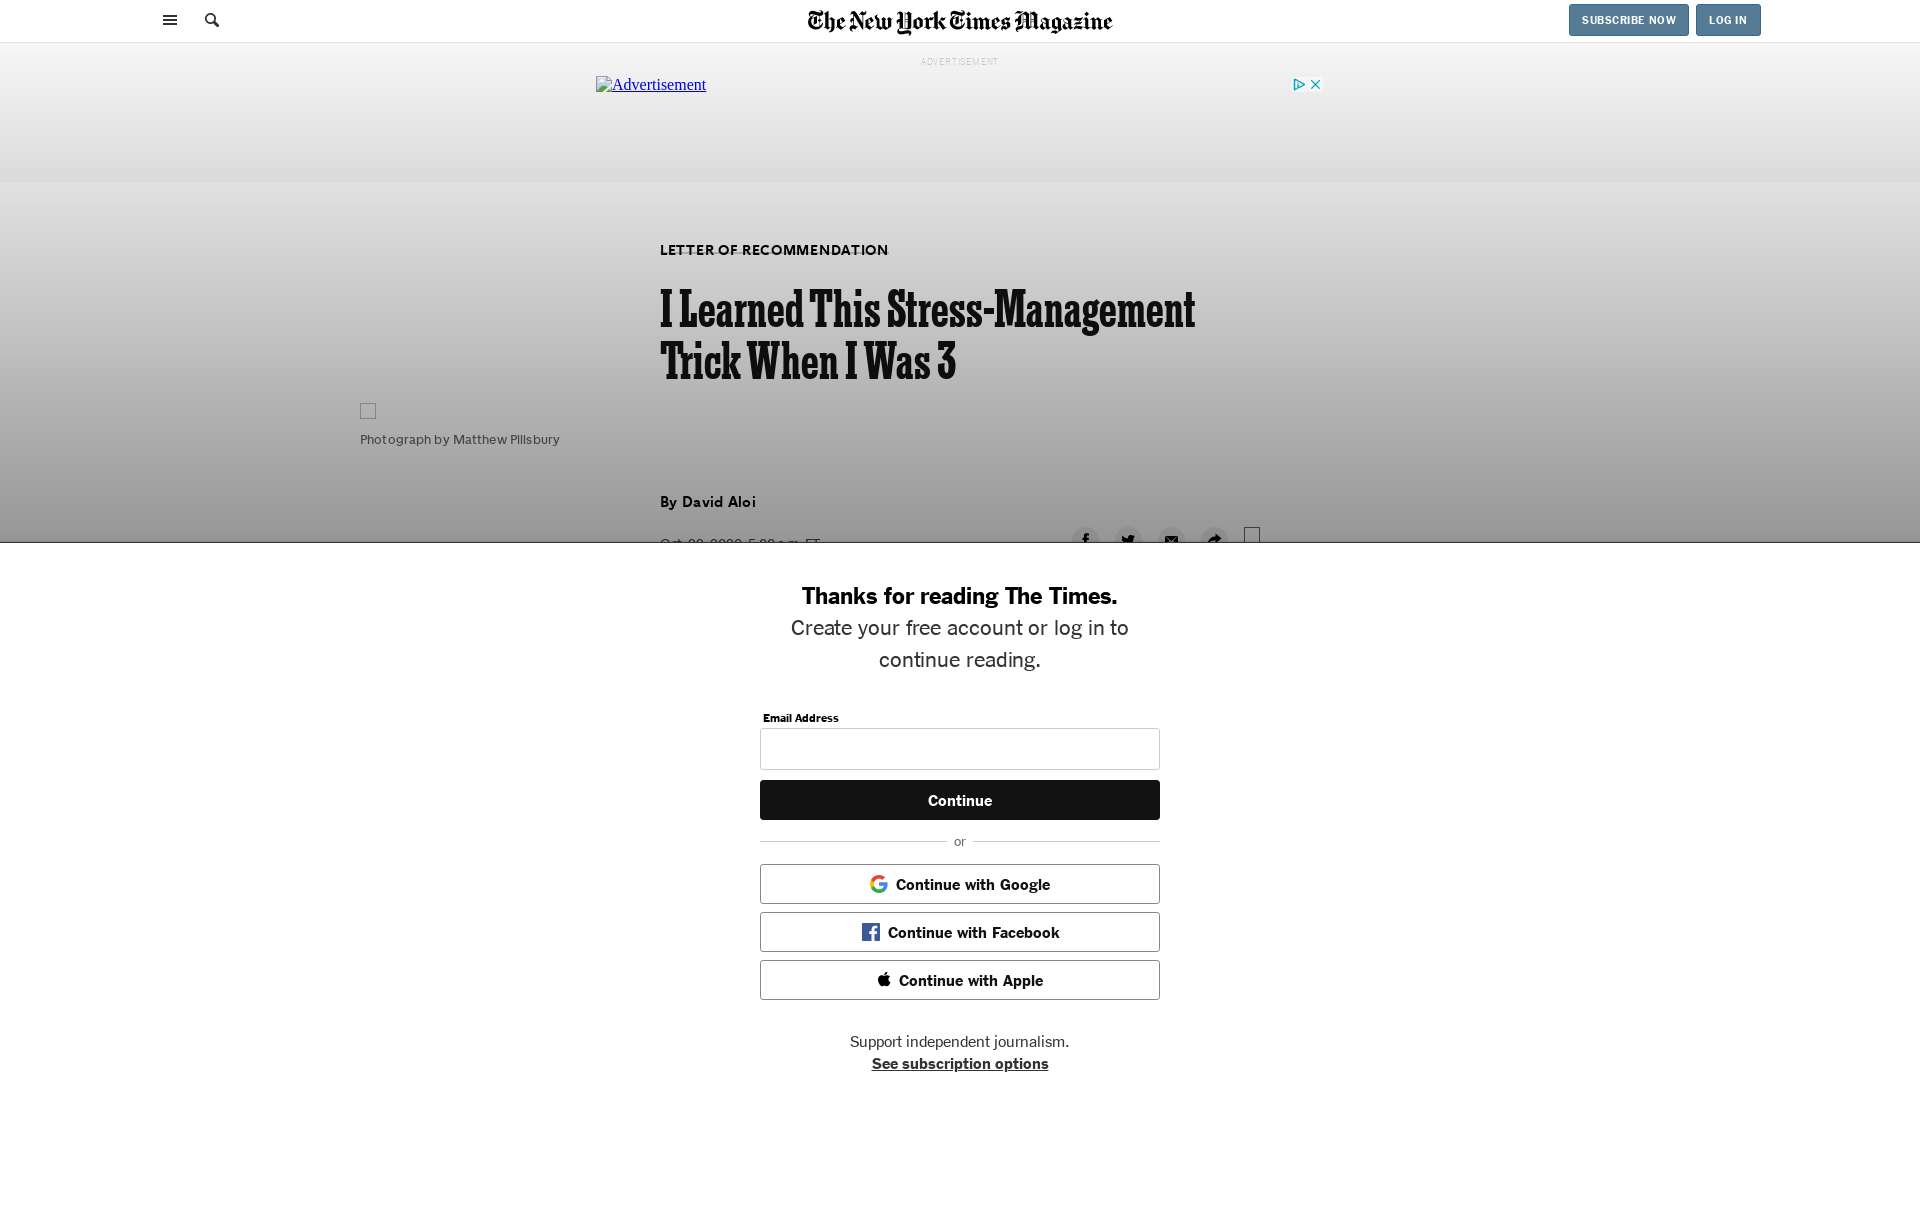 The New York Times Magazine
SUBSCRIBE NOW
LOG IN
ADVERTISEMENT
Advertisement
LETTER OF RECOMMENDATION
I Learned This Stress-Management
Trick When I Was 3
Photograph by Matthew Pillsbury
By David Aloi
Thanks for reading The Times.
Create your free account or log in to
continue reading.
Email Address
Continue
or
Continue with Google
Continue with Facebook
Continue with Apple
Support independent journalism.
See subscription options